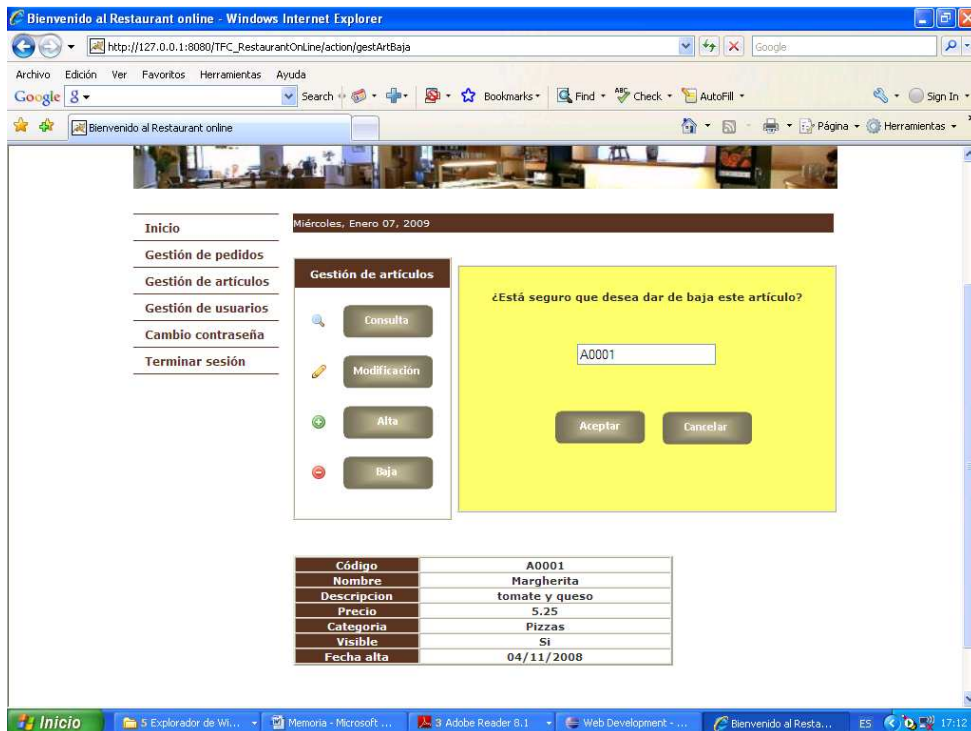 Bienvenido al Restaurant online - Windows Internet Explorer
http://127.0.0.1:8080/TFC_RestaurantOnLine/action/gestArtBaja
Google
Archivo Edición Ver Favoritos Herramientas Ayuda
Google Search Bookmarks Find Check AutoFill Sign In
Bienvenido al Restaurant online Página Herramientas
Miércoles, Enero 07, 2009
Inicio
Gestión de pedidos
Gestión de artículos
Gestión de usuarios
Cambio contraseña
Terminar sesión
Gestión de artículos
Consulta
Modificación
Alta
Baja
¿Está seguro que desea dar de baja este artículo?
A0001
Aceptar Cancelar
Código A0001
Nombre Margherita
Descripcion tomate y queso
Precio 5.25
Categoria Pizzas
Visible Si
Fecha alta 04/11/2008
Inicio 5 Explorador de Wi... Memoria - Microsoft ... 3 Adobe Reader 8.1 Web Development - ... Bienvenido al Resta... ES 17:12